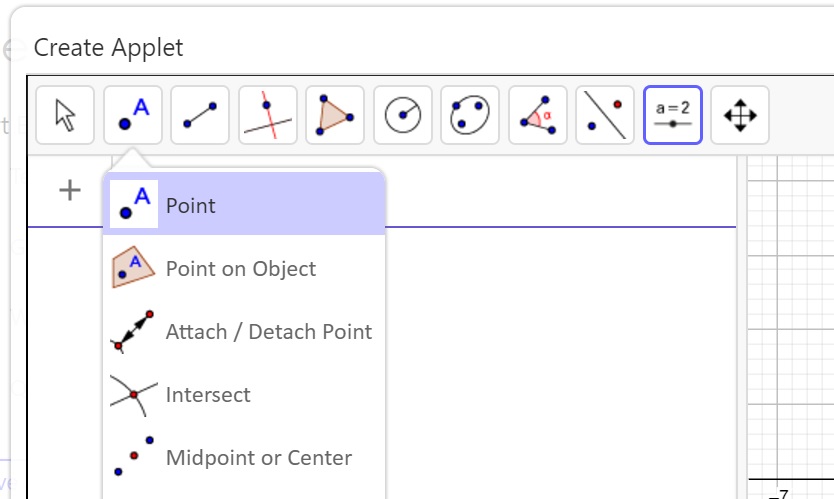 Create Applet
A
α
a=2
A
Point
A
Point on Object
Attach / Detach Point
Intersect
Midpoint or Center
−7